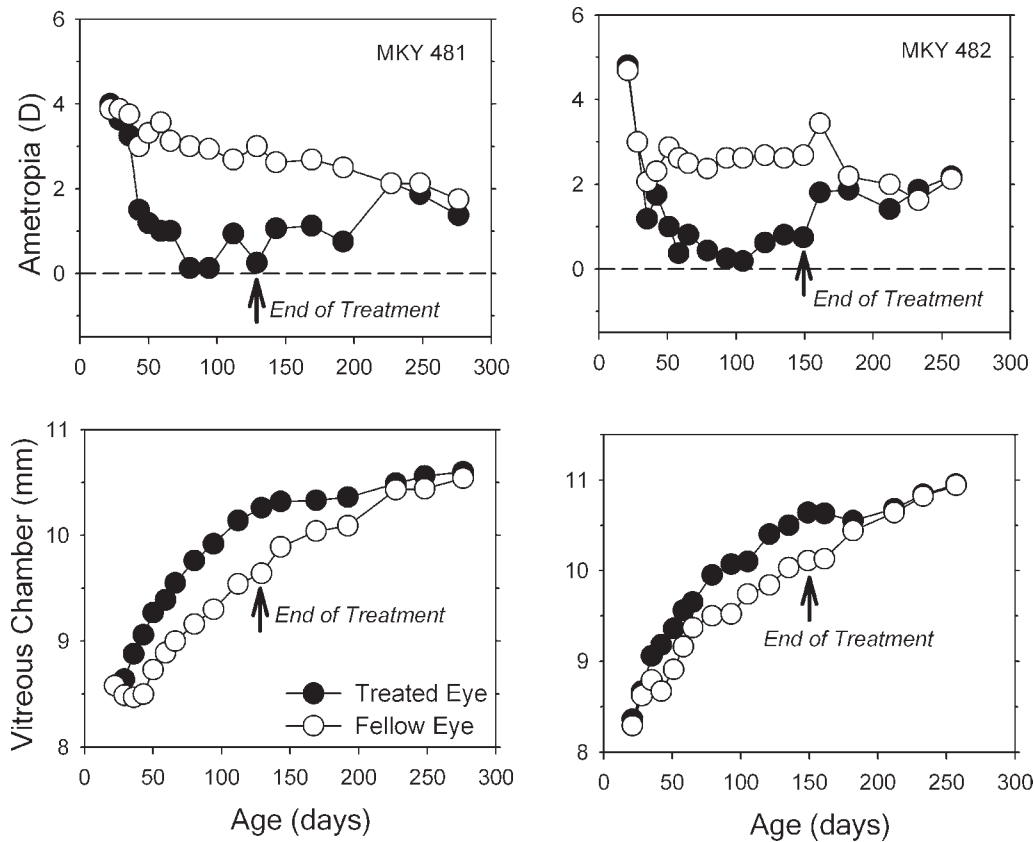 MKY 481
Ametropia (D)
6
4
2
0
End of Treatment
0 50 100 150 200 250 300
MKY 482
6
4
2
0
End of Treatment
0 50 100 150 200 250 300
Vitreous Chamber (mm)
11
10
9
8
End of Treatment
Treated Eye
Fellow Eye
0 50 100 150 200 250 300
Age (days)
11
10
9
8
End of Treatment
0 50 100 150 200 250 300
Age (days)